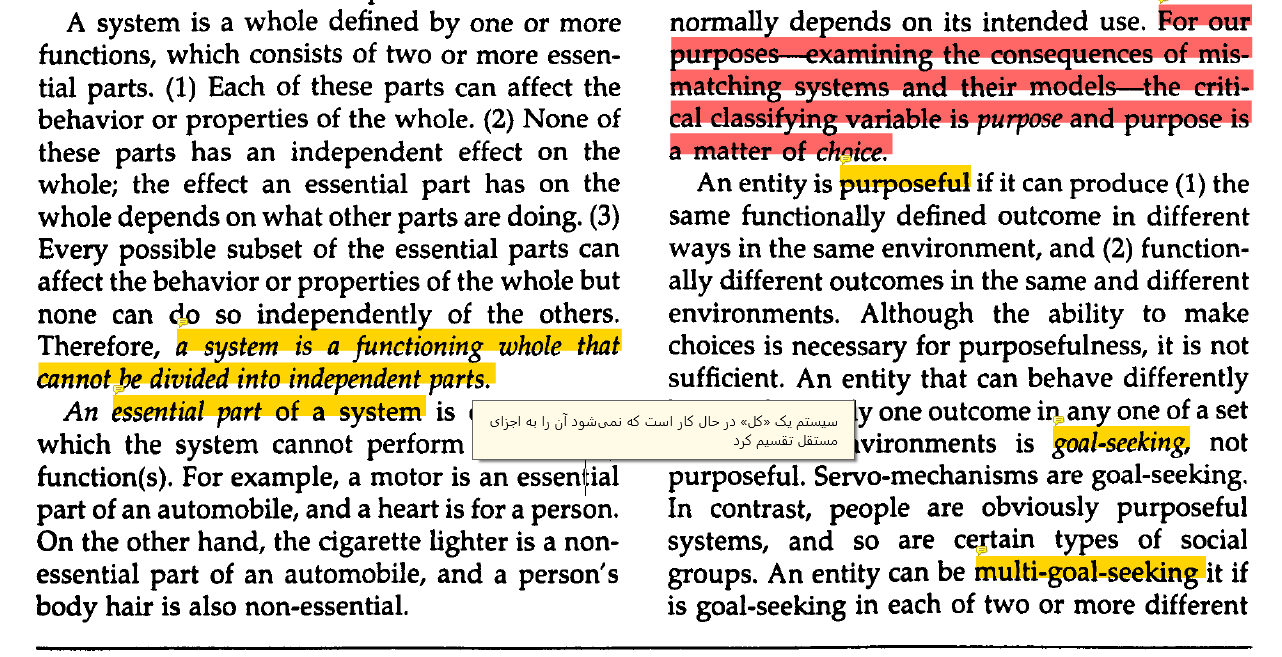 A system is a whole defined by one or more
functions, which consists of two or more essen-
tial parts. (1) Each of these parts can affect the
behavior or properties of the whole. (2) None of
these parts has an independent effect on the
whole; the effect an essential part has on the
whole depends on what other parts are doing. (3)
Every possible subset of the essential parts can
affect the behavior or properties of the whole but
none can do so independently of the others.
Therefore, a system is a functioning whole that
cannot be divided into independent parts.
An essential part of a system is
which the system cannot perform
function(s). For example, a motor is an essential
part of an automobile, and a heart is for a person.
On the other hand, the cigarette lighter is a non-
essential part of an automobile, and a person's
body hair is also non-essential.
سیستم یک «کل» در حال کار است که نمی‌شود آن را به اجزای
مستقل تقسیم کرد
normally depends on its intended use. For our
purposes—examining the consequences of mis-
matching systems and their models—the criti-
cal classifying variable is purpose and purpose is
a matter of choice.
An entity is purposeful if it can produce (1) the
same functionally defined outcome in different
ways in the same environment, and (2) function-
ally different outcomes in the same and different
environments. Although the ability to make
choices is necessary for purposefulness, it is not
sufficient. An entity that can behave differently
one outcome in any one of a set
is goal-seeking, not
purposeful. Servo-mechanisms are goal-seeking.
In contrast, people are obviously purposeful
systems, and so are certain types of social
groups. An entity can be multi-goal-seeking it if
is goal-seeking in each of two or more different